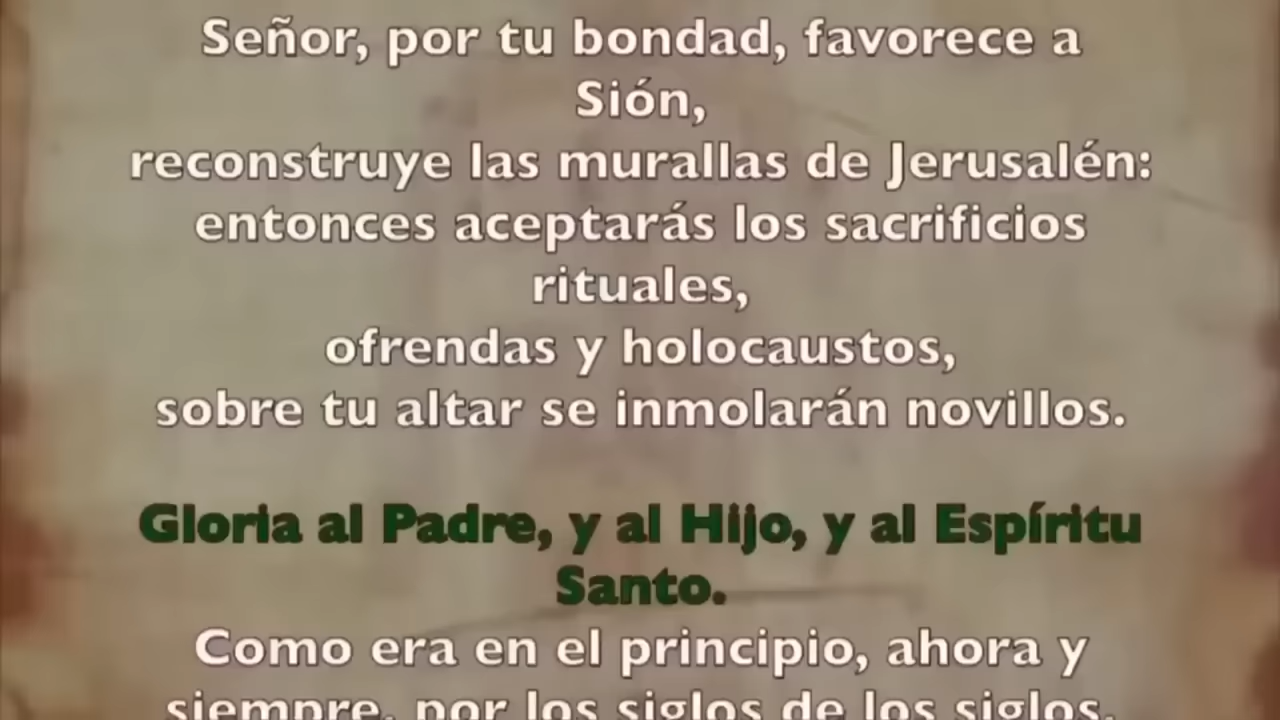 Señor, por tu bondad, favorece a
Sión,
reconstruye las murallas de Jerusalén:
entonces aceptarás los sacrificios
rituales,
ofrendas y holocaustos,
sobre tu altar se inmolarán novillos.
Gloria al Padre, y al Hijo, y al Espíritu
Santo.
Como era en el principio, ahora y
siempre, por los siglos de los siglos.